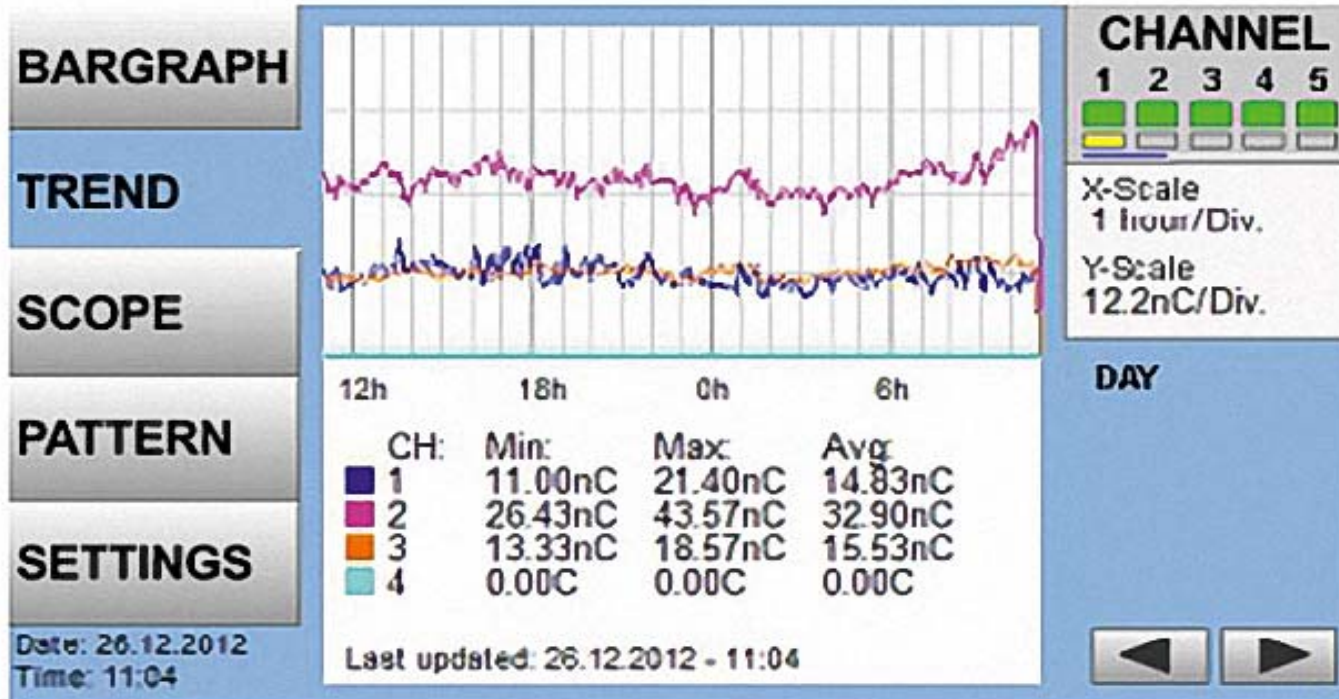 BARGRAPH
TREND
SCOPE
PATTERN
SETTINGS
Date: 26.12.2012
Time: 11:04
12h 18h 0h 6h
CH: Min: Max: Avg:
1 11.00nC 21.40nC 14.83nC
2 26.43nC 43.57nC 32.90nC
3 13.33nC 18.57nC 15.53nC
4 0.00C 0.00C 0.00C
Last updated: 26.12.2012 - 11:04
CHANNEL
1 2 3 4 5
X-Scale
1 hour/Div.
Y-Scale
12.2nC/Div.
DAY